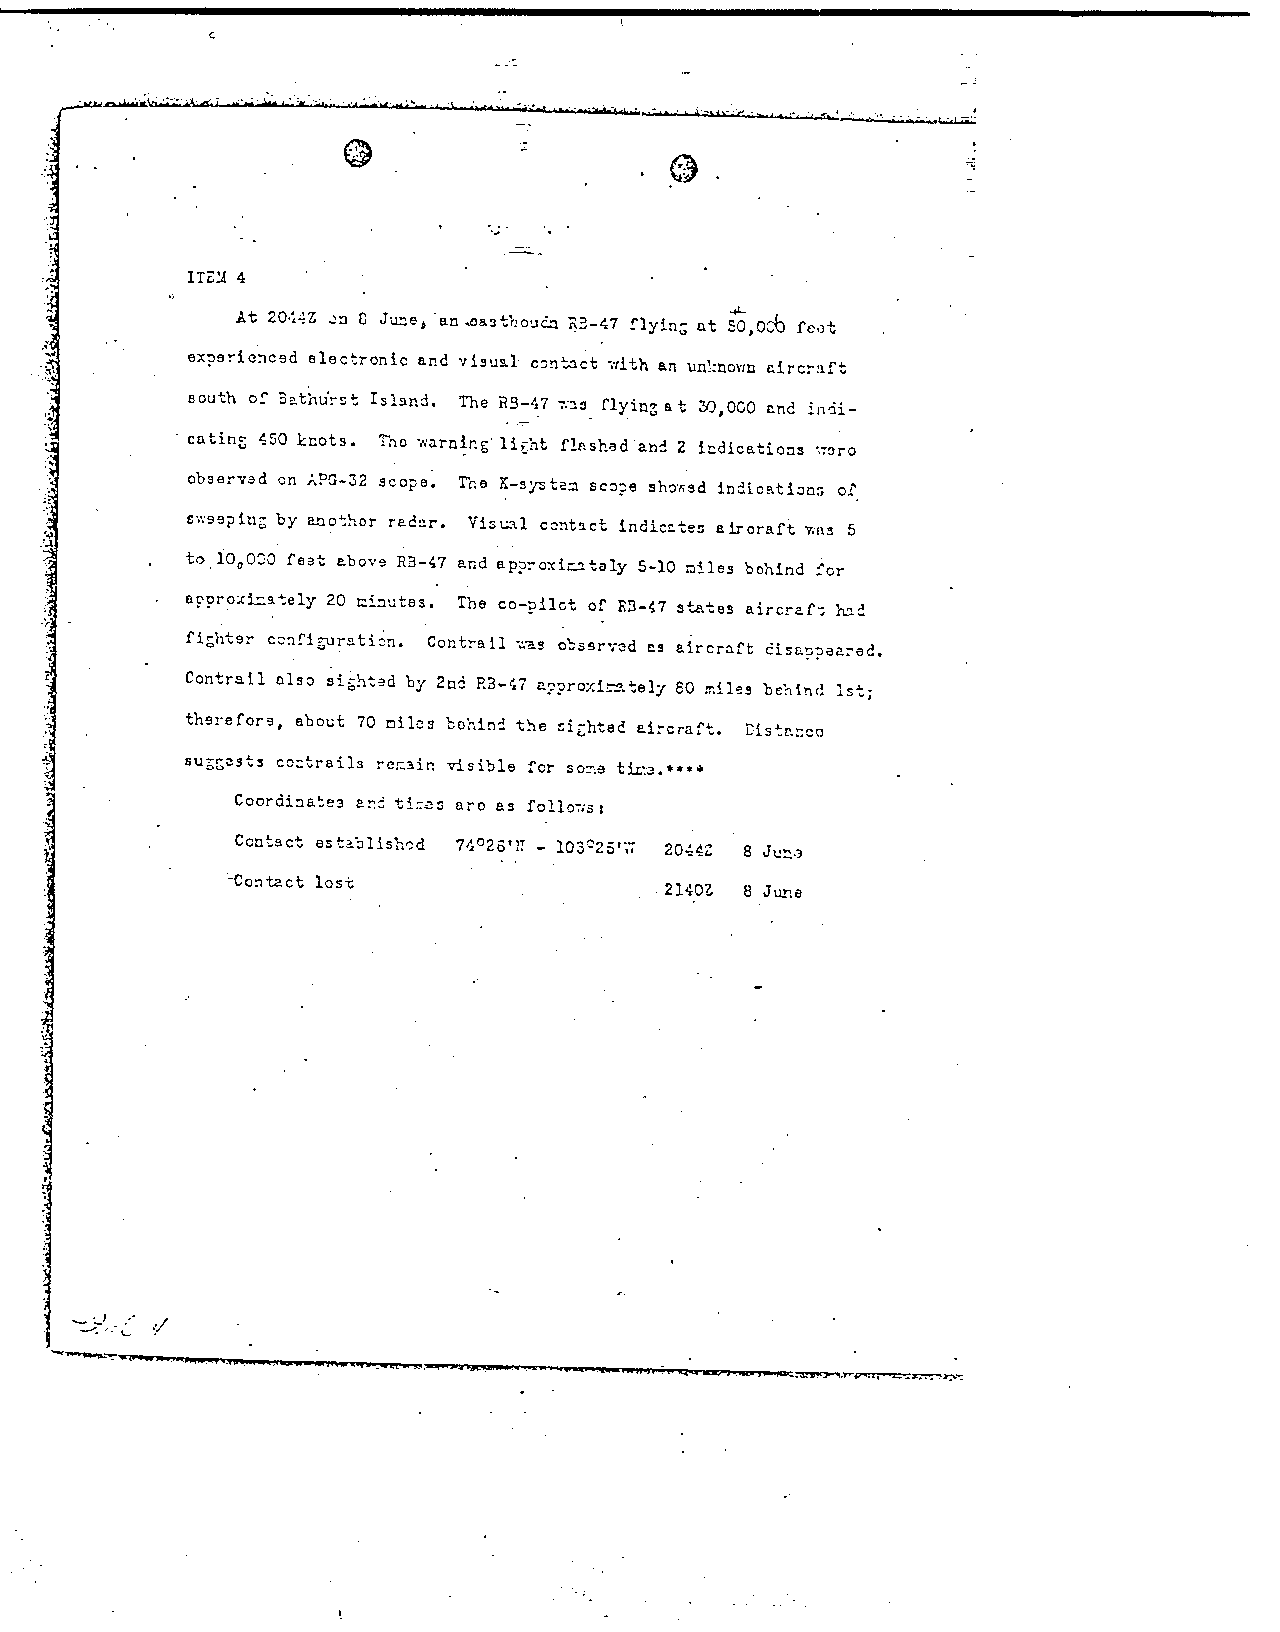 ITEM 4
At 2044Z on 8 June, an eastbound RB-47 flying at 30,000 feet
experienced electronic and visual contact with an unknown aircraft
south of Bathurst Island. The RB-47 was flying at 30,000 and indi-
cating 450 knots. The warning light flashed and 2 indications were
observed on APG-32 scope. The K-system scope showed indications of
sweeping by another radar. Visual contact indicates aircraft was 5
to 10,000 feet above RB-47 and approximately 5-10 miles behind for
approximately 20 minutes. The co-pilot of RB-47 states aircraft had
fighter configuration. Contrail was observed as aircraft disappeared.
Contrail also sighted by 2nd RB-47 approximately 80 miles behind 1st;
therefore, about 70 miles behind the sighted aircraft. Distance
suggests contrails remain visible for some time.****
Coordinates and times are as follows:
Contact established 74°26'N - 103°25'W 2044Z 8 June
Contact lost 2140Z 8 June